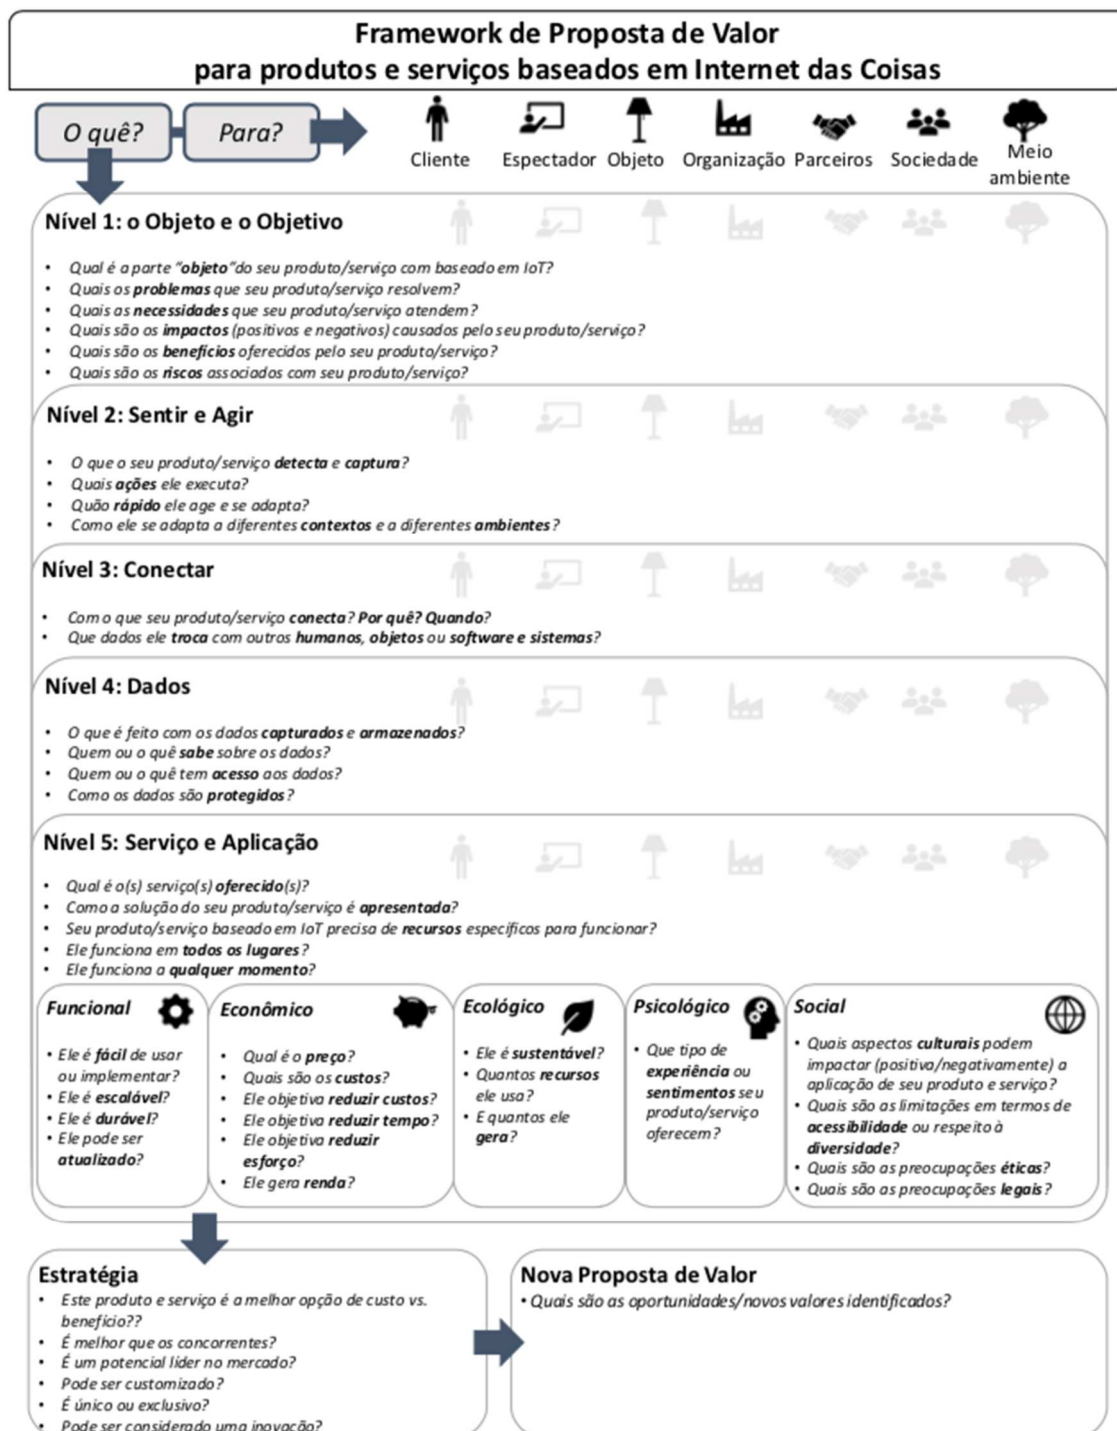 Framework de Proposta de Valor
para produtos e serviços baseados em Internet das Coisas
O quê?
Para?
Cliente
Espectador
Objeto
Organização
Parceiros
Sociedade
Meio
ambiente
Nível 1: o Objeto e o Objetivo
• Qual é a parte "objeto"do seu produto/serviço com baseado em IoT?
• Quais os problemas que seu produto/serviço resolvem?
• Quais as necessidades que seu produto/serviço atendem?
• Quais são os impactos (positivos e negativos) causados pelo seu produto/serviço?
• Quais são os benefícios oferecidos pelo seu produto/serviço?
• Quais são os riscos associados com seu produto/serviço?
Nível 2: Sentir e Agir
• O que o seu produto/serviço detecta e captura?
• Quais ações ele executa?
• Quão rápido ele age e se adapta?
• Como ele se adapta a diferentes contextos e a diferentes ambientes?
Nível 3: Conectar
• Com o que seu produto/serviço conecta? Por quê? Quando?
• Que dados ele troca com outros humanos, objetos ou software e sistemas?
Nível 4: Dados
• O que é feito com os dados capturados e armazenados?
• Quem ou o quê sabe sobre os dados?
• Quem ou o quê tem acesso aos dados?
• Como os dados são protegidos?
Nível 5: Serviço e Aplicação
• Qual é o(s) serviço(s) oferecido(s)?
• Como a solução do seu produto/serviço é apresentada?
• Seu produto/serviço baseado em IoT precisa de recursos específicos para funcionar?
• Ele funciona em todos os lugares?
• Ele funciona a qualquer momento?
Funcional
• Ele é fácil de usar
ou implementar?
• Ele é escalável?
• Ele é durável?
• Ele pode ser
atualizado?
Econômico
• Qual é o preço?
• Quais são os custos?
• Ele objetiva reduzir custos?
• Ele objetiva reduzir tempo?
• Ele objetiva reduzir
esforço?
• Ele gera renda?
Ecológico
• Ele é sustentável?
• Quantos recursos
ele usa?
• E quantos ele
gera?
Psicológico
• Que tipo de
experiência ou
sentimentos seu
produto/serviço
oferecem?
Social
• Quais aspectos culturais podem
impactar (positiva/negativamente) a
aplicação de seu produto e serviço?
• Quais são as limitações em termos de
acessibilidade ou respeito à
diversidade?
• Quais são as preocupações éticas?
• Quais são as preocupações legais?
Estratégia
• Este produto e serviço é a melhor opção de custo vs.
benefício??
• É melhor que os concorrentes?
• É um potencial líder no mercado?
• Pode ser customizado?
• É único ou exclusivo?
• Pode ser considerado uma inovação?
Nova Proposta de Valor
• Quais são as oportunidades/novos valores identificados?